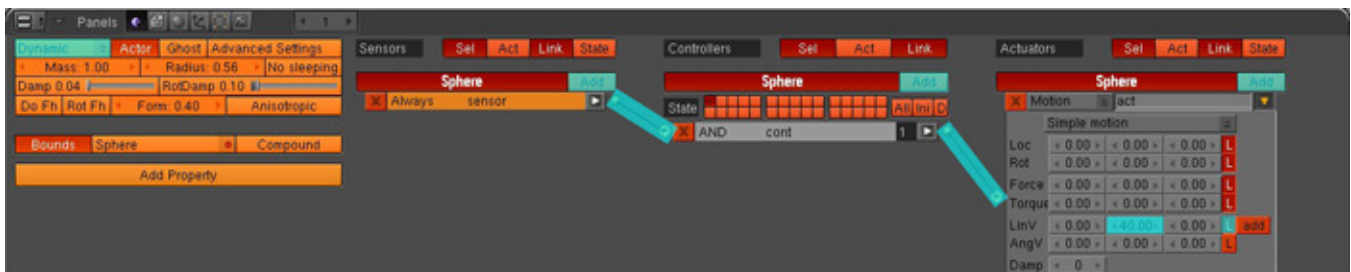 Panels 1
Dynamic Actor Ghost Advanced Settings
Mass: 1.00 Radius: 0.56 No sleeping
Damp 0.04 RotDamp 0.10
Do Fh Rot Fh Form: 0.40 Anisotropic
Bounds Sphere Compound
Add Property
Sensors Sel Act Link State
Sphere Add
X Always sensor
Controllers Sel Act Link
Sphere Add
State All Ini D
X AND cont 1
Actuators Sel Act Link State
Sphere Add
X Motion act
Simple motion
Loc 0.00 0.00 0.00 L
Rot 0.00 0.00 0.00 L
Force 0.00 0.00 0.00 L
Torque 0.00 0.00 0.00 L
LinV 0.00 40.00 0.00 L add
AngV 0.00 0.00 0.00 L
Damp 0